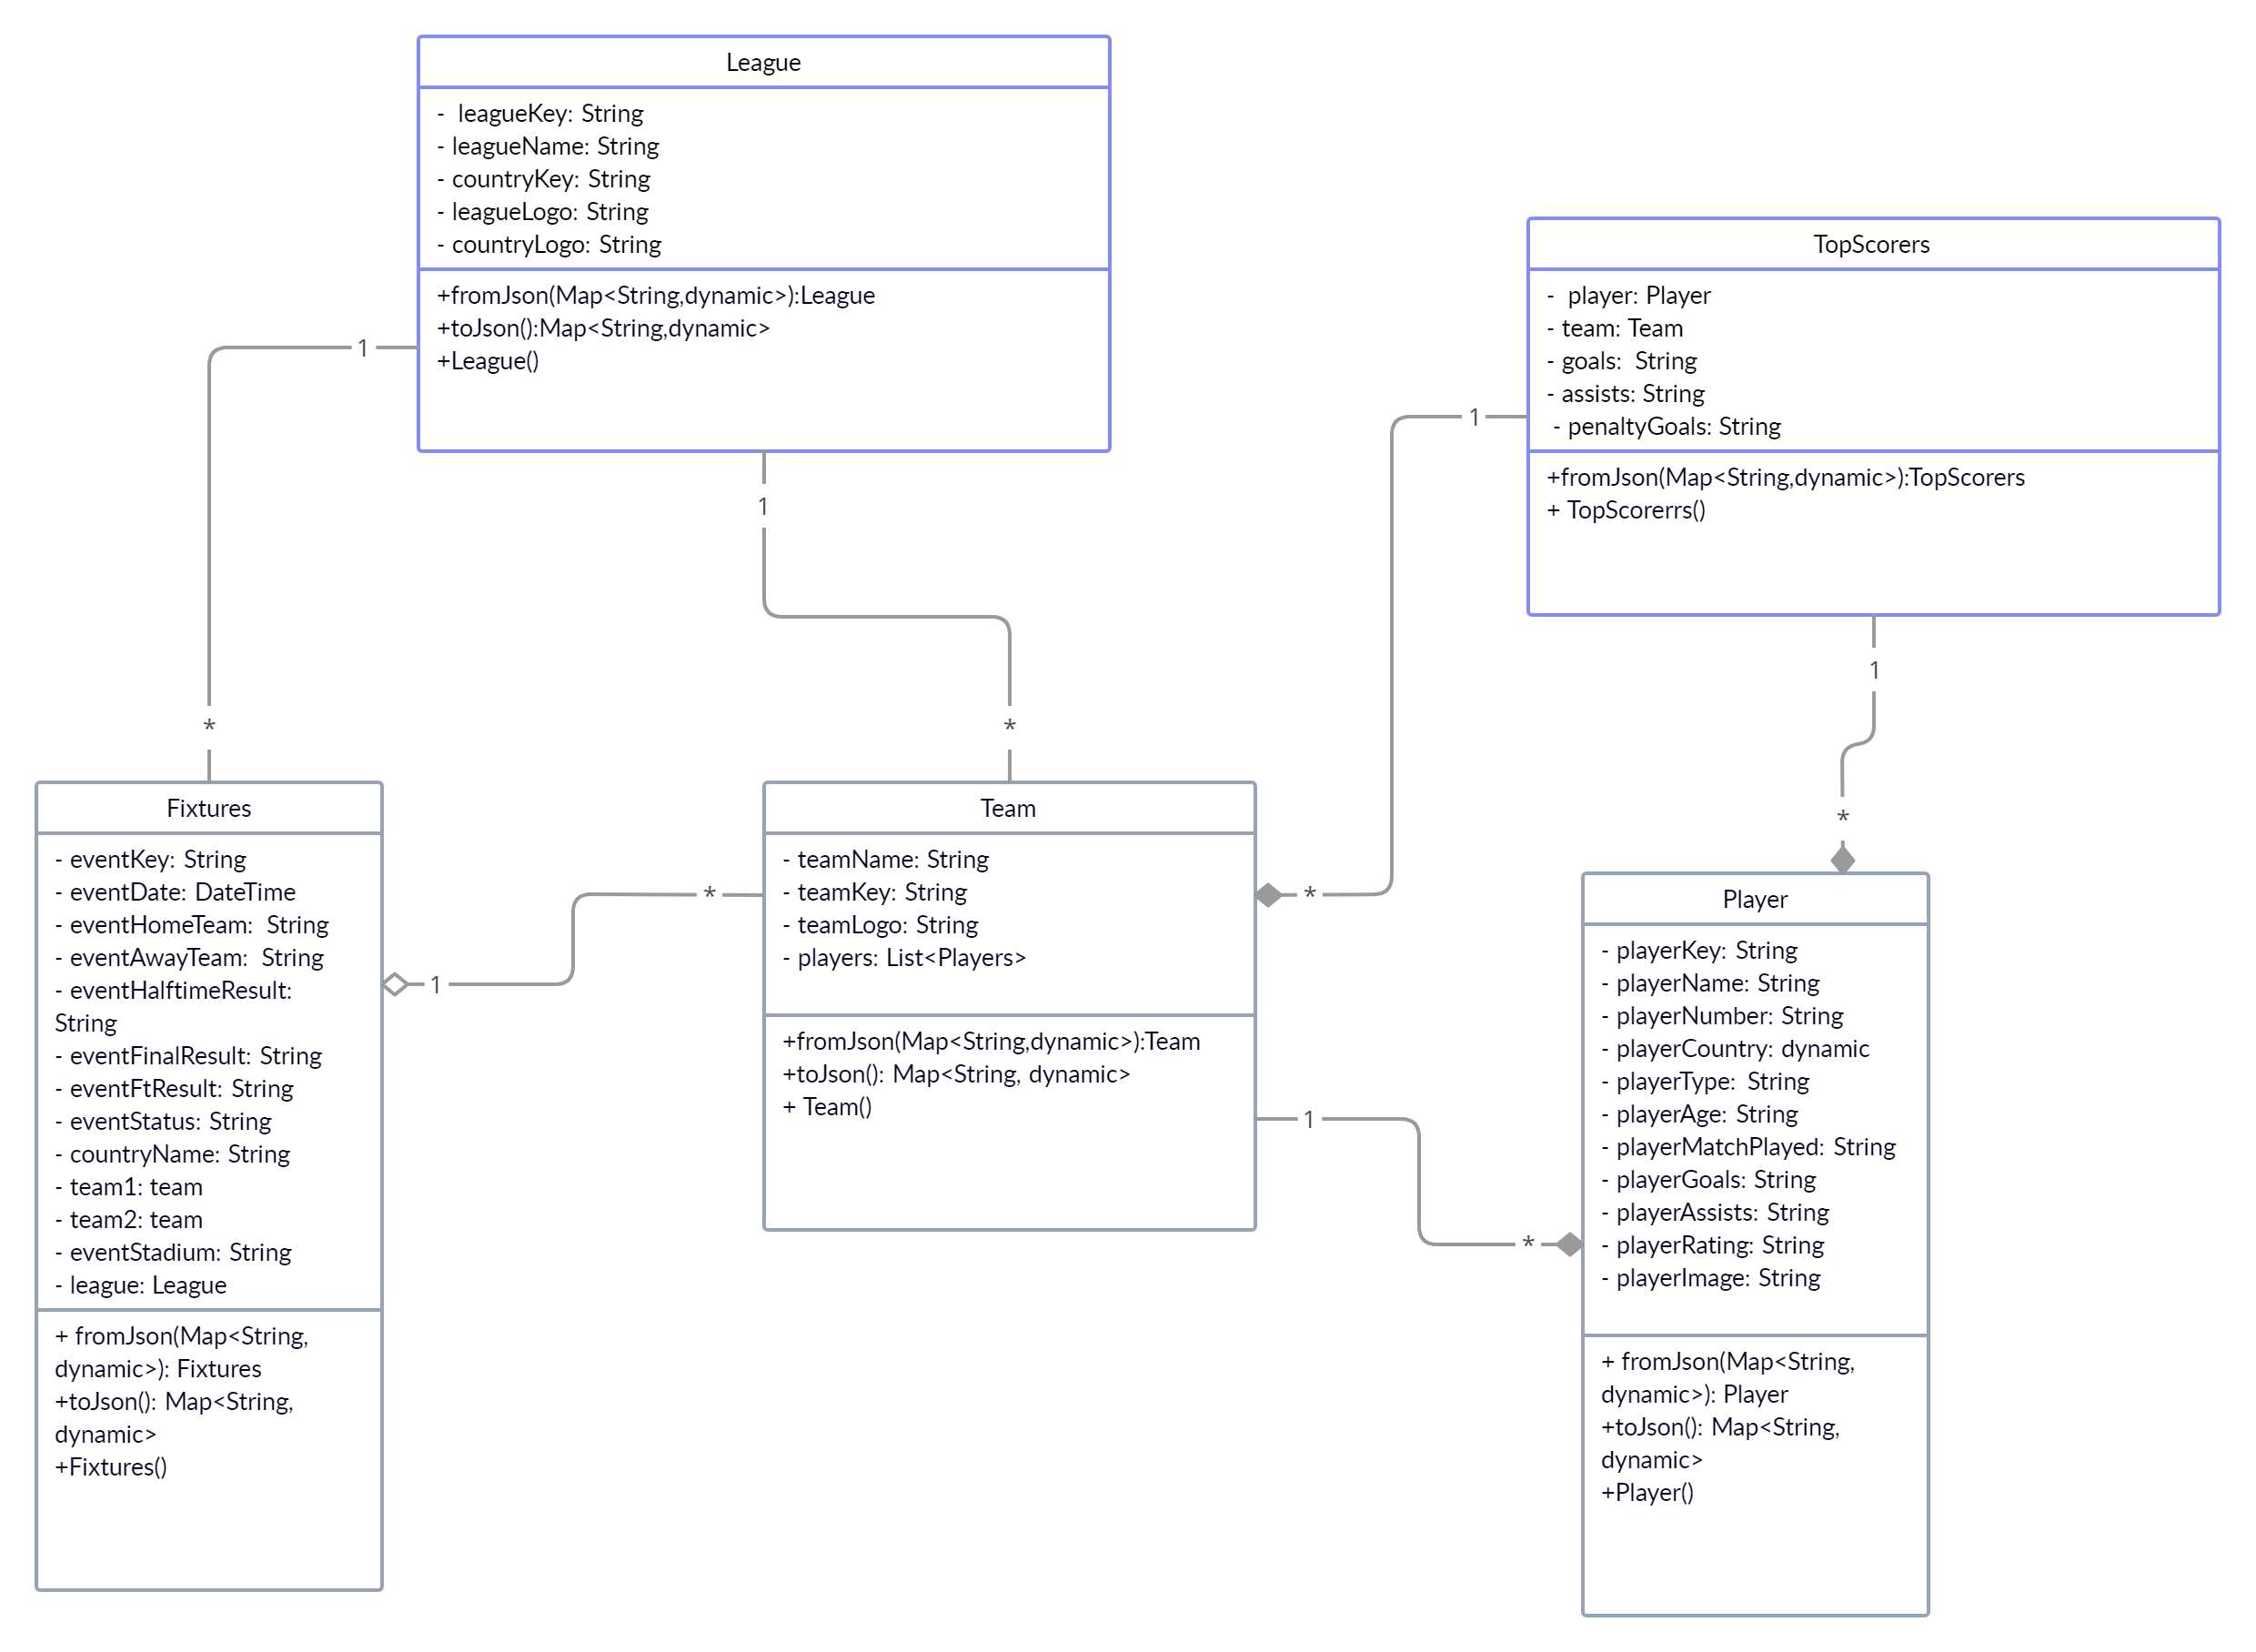 League
-  leagueKey: String
- leagueName: String
- countryKey: String
- leagueLogo: String
- countryLogo: String
+fromJson(Map<String,dynamic>):League
+toJson():Map<String,dynamic>
+League()
TopScorers
-  player: Player
- team: Team
- goals:  String
- assists: String
- penaltyGoals: String
+fromJson(Map<String,dynamic>):TopScorers
+ TopScorerrs()
1
1
1
1
*
*
*
Fixtures
- eventKey: String
- eventDate: DateTime
- eventHomeTeam:  String
- eventAwayTeam:  String
- eventHalftimeResult:
String
- eventFinalResult: String
- eventFtResult: String
- eventStatus: String
- countryName: String
- team1: team
- team2: team
- eventStadium: String
- league: League
+ fromJson(Map<String,
dynamic>): Fixtures
+toJson(): Map<String,
dynamic>
+Fixtures()
1
*
Team
- teamName: String
- teamKey: String
- teamLogo: String
- players: List<Players>
+fromJson(Map<String,dynamic>):Team
+toJson(): Map<String, dynamic>
+ Team()
*
1
*
Player
- playerKey: String
- playerName: String
- playerNumber: String
- playerCountry: dynamic
- playerType:  String
- playerAge: String
- playerMatchPlayed: String
- playerGoals: String
- playerAssists: String
- playerRating: String
- playerImage: String
+ fromJson(Map<String,
dynamic>): Player
+toJson(): Map<String,
dynamic>
+Player()